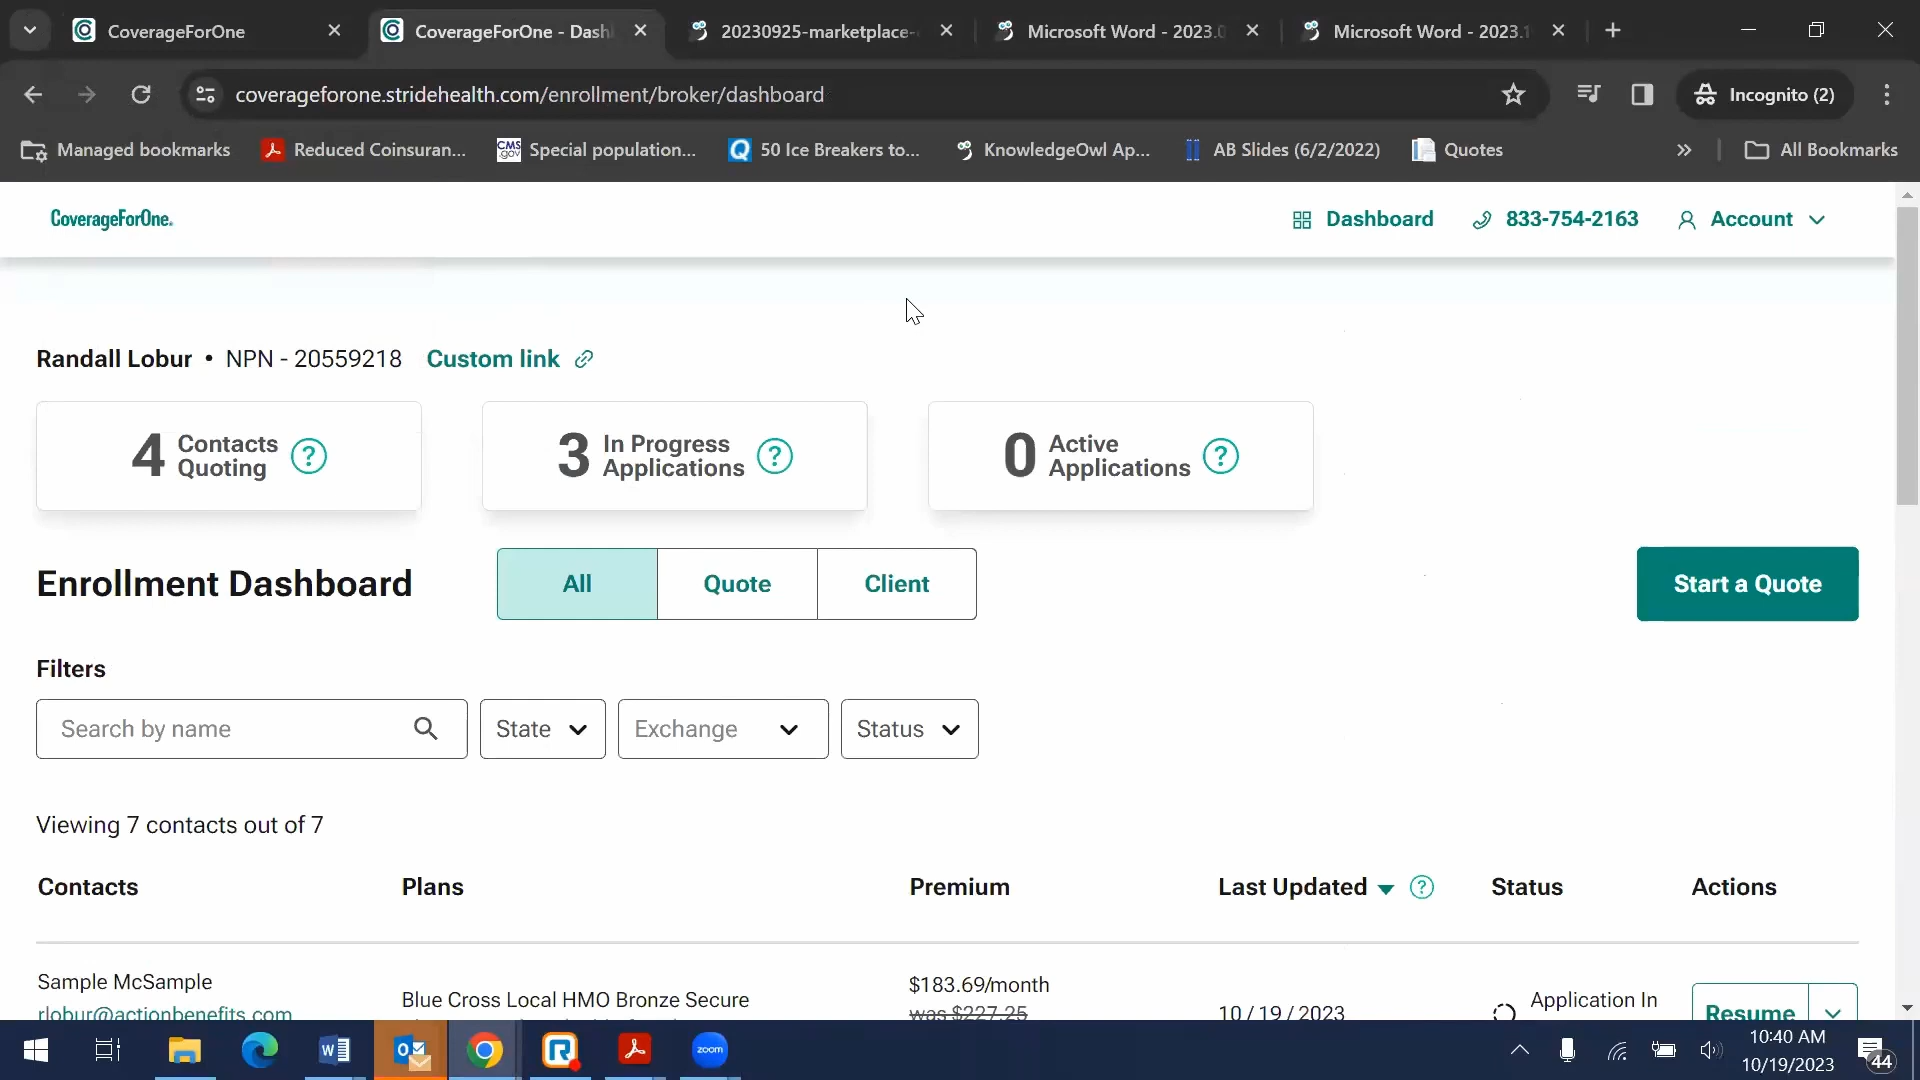 CoverageForOne
CoverageForOne - Dash
20230925-marketplace-
Microsoft Word - 2023.0
Microsoft Word - 2023.1
coverageforone.stridehealth.com/enrollment/broker/dashboard
Incognito (2)
Managed bookmarks
Reduced Coinsuran...
CMS.gov
Special population...
50 Ice Breakers to...
KnowledgeOwl Ap...
AB Slides (6/2/2022)
Quotes
All Bookmarks
CoverageForOne.
Dashboard
833-754-2163
Account
Randall Lobur • NPN - 20559218 Custom link
4 Contacts Quoting ?
3 In Progress Applications ?
0 Active Applications ?
Enrollment Dashboard
All
Quote
Client
Start a Quote
Filters
Search by name
State
Exchange
Status
Viewing 7 contacts out of 7
Contacts Plans Premium Last Updated ? Status Actions
Sample McSample
rlobur@actionbenefits.com
Blue Cross Local HMO Bronze Secure
$183.69/month
was $227.25
10 / 19 / 2023
Application In
Resume
zoom
10:40 AM
10/19/2023
44